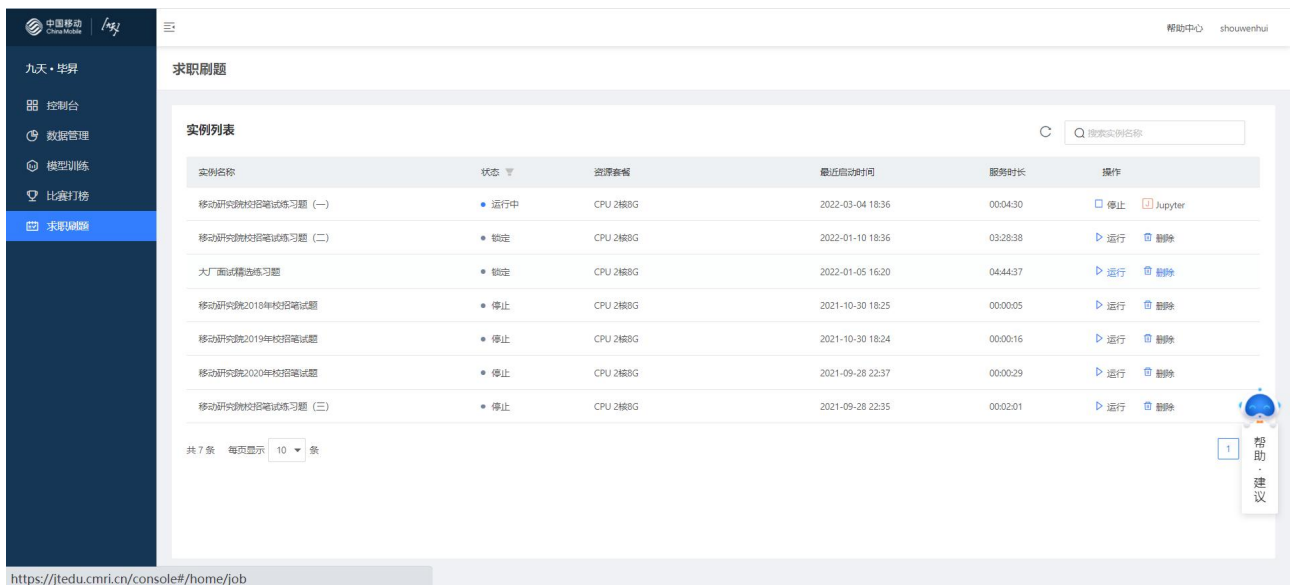 中国移动
China Mobile
帮助中心 shouwenhui
九天·毕昇
求职刷题
控制台
数据管理
模型训练
比赛打榜
求职刷题
实例列表
搜索实例名称
实例名称 状态 资源套餐 最近启动时间 服务时长 操作
移动研究院校招笔试练习题 (一) 运行中 CPU 2核8G 2022-03-04 18:36 00:04:30 停止 Jupyter
移动研究院校招笔试练习题 (二) 锁定 CPU 2核8G 2022-01-10 18:36 03:28:38 运行 删除
大厂面试精选练习题 锁定 CPU 2核8G 2022-01-05 16:20 04:44:37 运行 删除
移动研究院2018年校招笔试题 停止 CPU 2核8G 2021-10-30 18:25 00:00:05 运行 删除
移动研究院2019年校招笔试题 停止 CPU 2核8G 2021-10-30 18:24 00:00:16 运行 删除
移动研究院2020年校招笔试题 停止 CPU 2核8G 2021-09-28 22:37 00:00:29 运行 删除
移动研究院校招笔试练习题 (三) 停止 CPU 2核8G 2021-09-28 22:35 00:02:01 运行 删除
共 7 条 每页显示 10 条
1
帮助·建议
https://jtedu.cmri.cn/console#/home/job